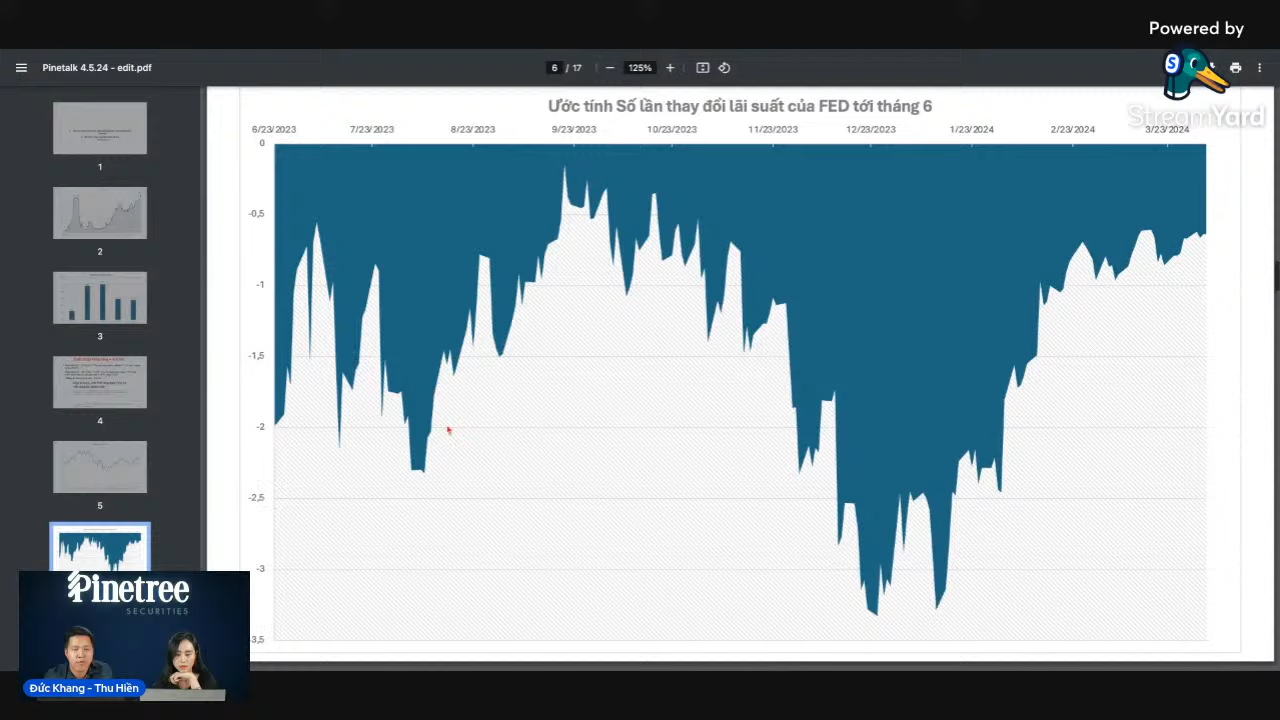 Powered by
StreamYard
Pinetalk 4.5.24 - edit.pdf
6 / 17
125%
Ước tính Số lần thay đổi lãi suất của FED tới tháng 6
6/23/2023 7/23/2023 8/23/2023 9/23/2023 10/23/2023 11/23/2023 12/23/2023 1/23/2024 2/23/2024 3/23/2024
0
-0,5
-1
-1,5
-2
-2,5
-3
3,5
1
2
3
4
5
Pinetree
SECURITIES
Đức Khang - Thu Hiền